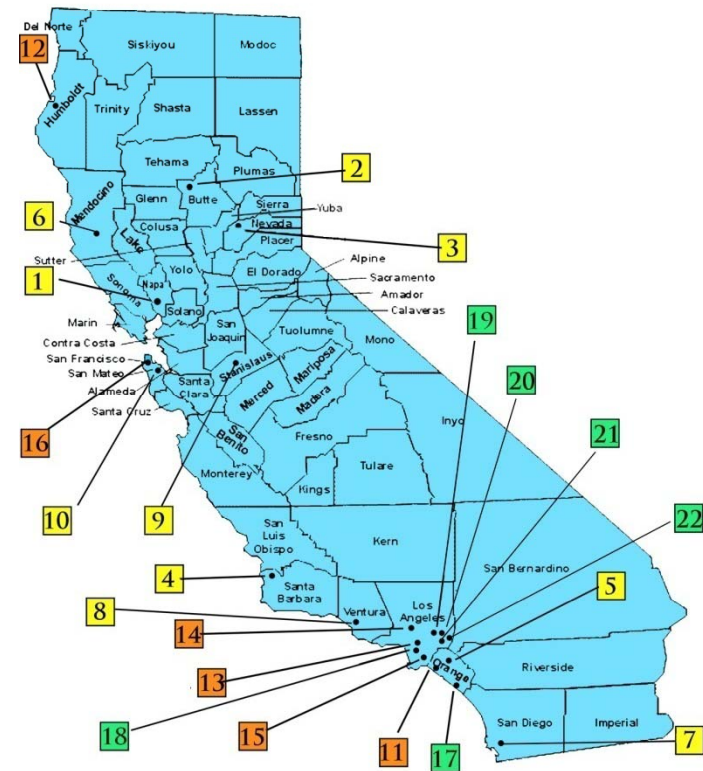 Del Norte
Siskiyou
Modoc
12
Humboldt
Trinity
Shasta
Lassen
Tehama
Plumas
2
Mendocino
Glenn
Butte
Sierra
Yuba
6
Colusa
Nevada
Lake
Placer
3
Sutter
Yolo
El Dorado
Alpine
1
Sonoma
Napa
Sacramento
Amador
Solano
Calaveras
Marin
San
Joaquin
Tuolumne
Mono
19
Contra Costa
San Francisco
Stanislaus
Mariposa
20
San Mateo
Santa
Clara
Merced
Madera
Alameda
Inyo
21
Santa Cruz
16
San
Benito
Fresno
Monterey
Tulare
Kings
10
9
22
San
Luis
Obispo
Kern
4
Santa
Barbara
San Bernardino
8
Ventura
Los
Angeles
5
14
Orange
Riverside
13
18
15
11
17
San Diego
Imperial
7